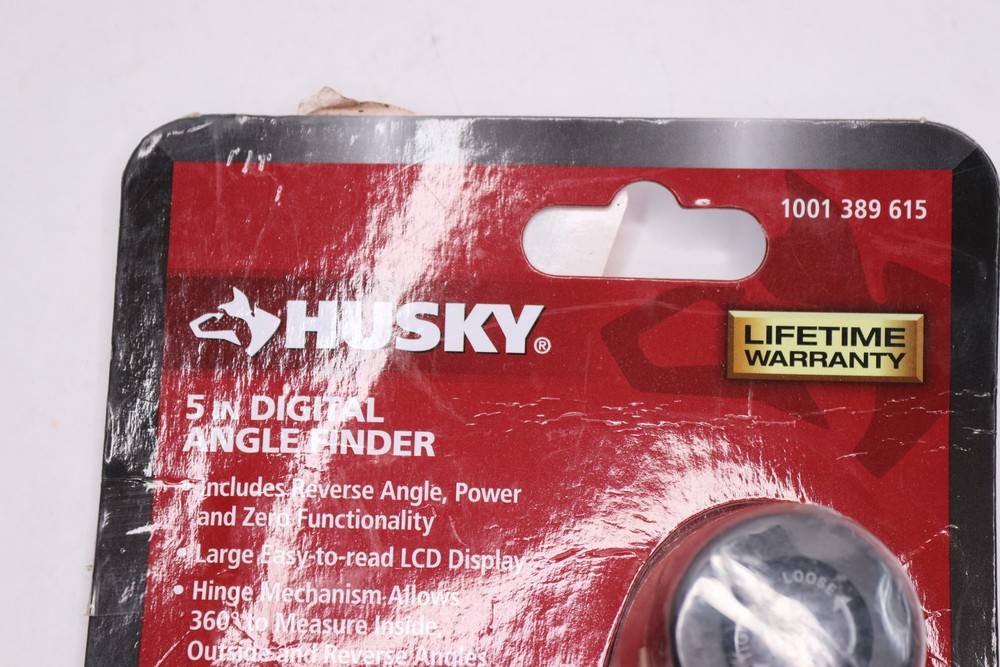 1001 389 615
HUSKY®
LIFETIME
WARRANTY
5 IN DIGITAL
ANGLE FINDER
• Includes Reverse Angle, Power
and Zero Functionality
• Large Easy-to-read LCD Display
• Hinge Mechanism Allows
360° to Measure Inside,
Outside and Reverse Angles
LOOSE